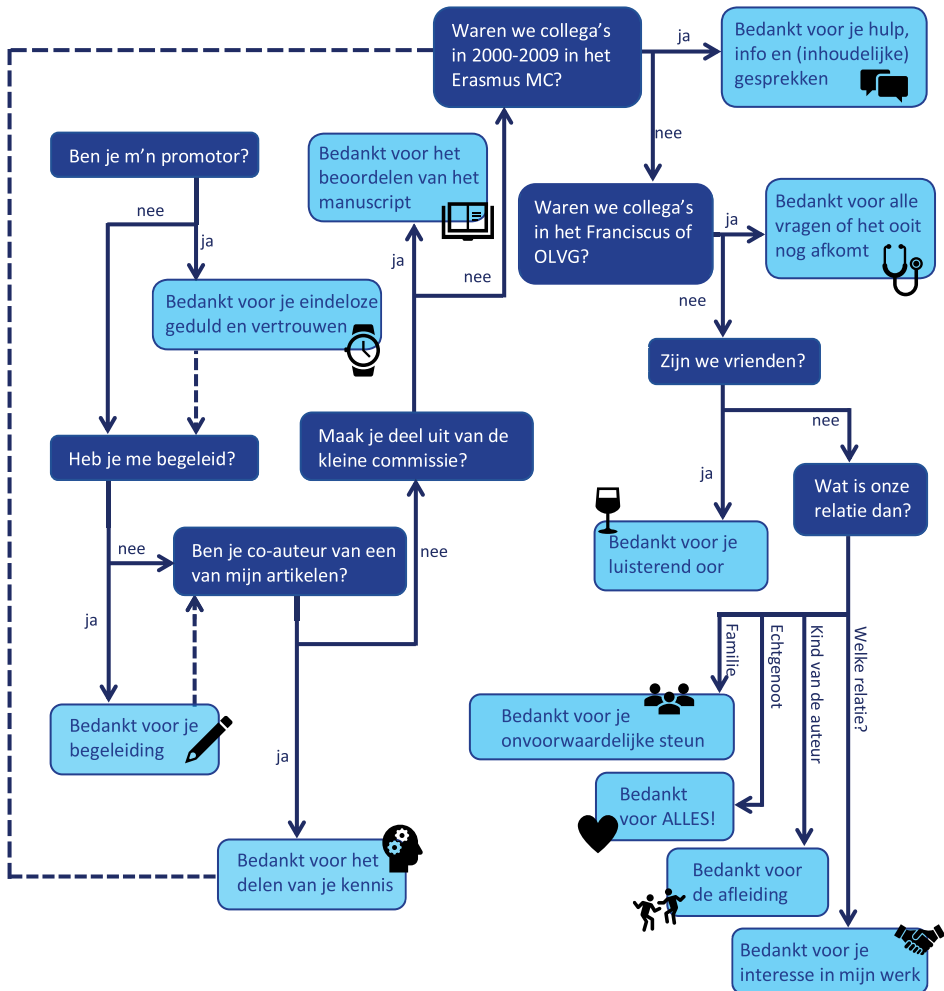 Waren we collega's
in 2000-2009 in het
Erasmus MC?
ja
Bedankt voor je hulp,
info en (inhoudelijke)
gesprekken
nee
Ben je m'n promotor?
nee
ja
Bedankt voor je eindeloze
geduld en vertrouwen
Bedankt voor het
beoordelen van het
manuscript
ja
nee
Waren we collega's
in het Franciscus of
OLVG?
ja
Bedankt voor alle
vragen of het ooit
nog afkomt
nee
Zijn we vrienden?
nee
ja
Heb je me begeleid?
nee
ja
Maak je deel uit van de
kleine commissie?
Ben je co-auteur van een
van mijn artikelen?
nee
ja
Wat is onze
relatie dan?
Bedankt voor je
luisterend oor
Bedankt voor je
begeleiding
Bedankt voor het
delen van je kennis
Familie
Echtgenoot
Kind van de auteur
Welke relatie?
Bedankt voor je
onvoorwaardelijke steun
Bedankt
voor ALLES!
Bedankt voor
de afleiding
Bedankt voor je
interesse in mijn werk